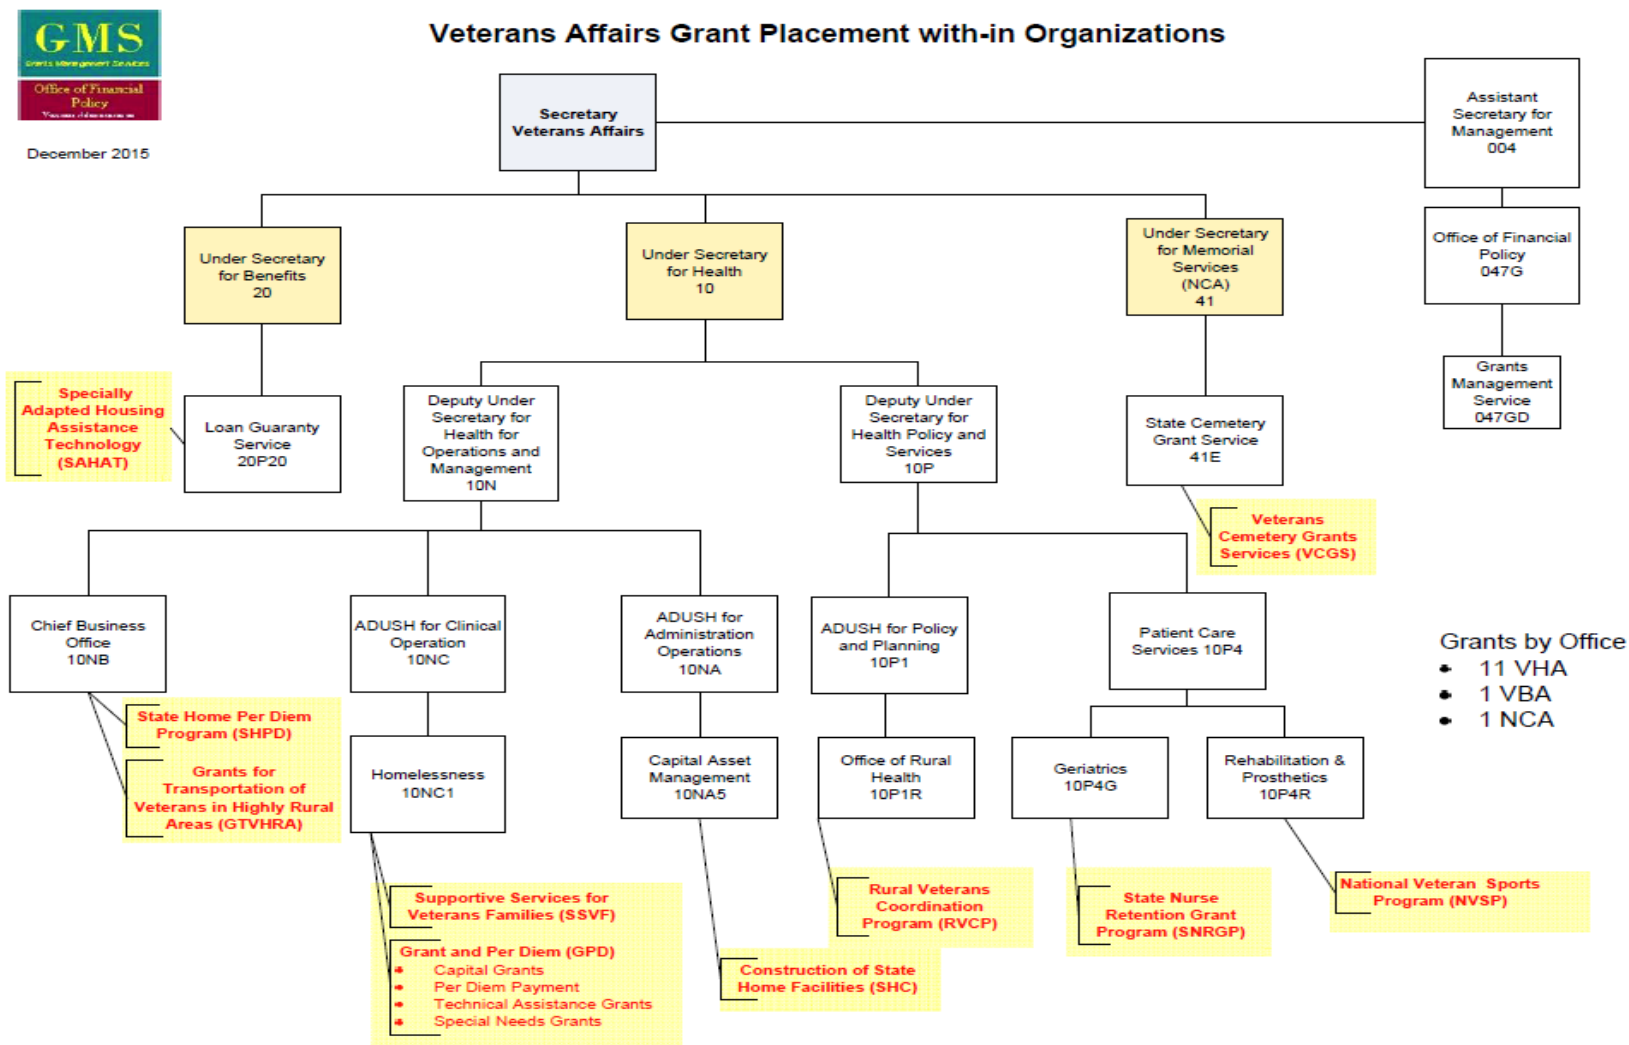 GMS
Grants Management Services
Office of Financial
Policy
December 2015
Veterans Affairs Grant Placement with-in Organizations
Secretary
Veterans Affairs
Assistant
Secretary for
Management
004
Office of Financial
Policy
047G
Grants
Management
Service
047GD
Under Secretary
for Benefits
20
Under Secretary
for Health
10
Under Secretary
for Memorial
Services
(NCA)
41
Specially
Adapted Housing
Assistance
Technology
(SAHAT)
Loan Guaranty
Service
20P20
Deputy Under
Secretary for
Health for
Operations and
Management
10N
Deputy Under
Secretary for
Health Policy and
Services
10P
State Cemetery
Grant Service
41E
Veterans
Cemetery Grants
Services (VCGS)
Chief Business
Office
10NB
ADUSH for Clinical
Operation
10NC
ADUSH for
Administration
Operations
10NA
ADUSH for Policy
and Planning
10P1
Patient Care
Services 10P4
Grants by Office
11 VHA
1 VBA
1 NCA
State Home Per Diem
Program (SHPD)
Grants for
Transportation of
Veterans in Highly Rural
Areas (GTVHRA)
Homelessness
10NC1
Capital Asset
Management
10NA5
Office of Rural
Health
10P1R
Geriatrics
10P4G
Rehabilitation &
Prosthetics
10P4R
Supportive Services for
Veterans Families (SSVF)
Grant and Per Diem (GPD)
Capital Grants
Per Diem Payment
Technical Assistance Grants
Special Needs Grants
Construction of State
Home Facilities (SHC)
Rural Veterans
Coordination
Program (RVCP)
State Nurse
Retention Grant
Program (SNRGP)
National Veteran Sports
Program (NVSP)